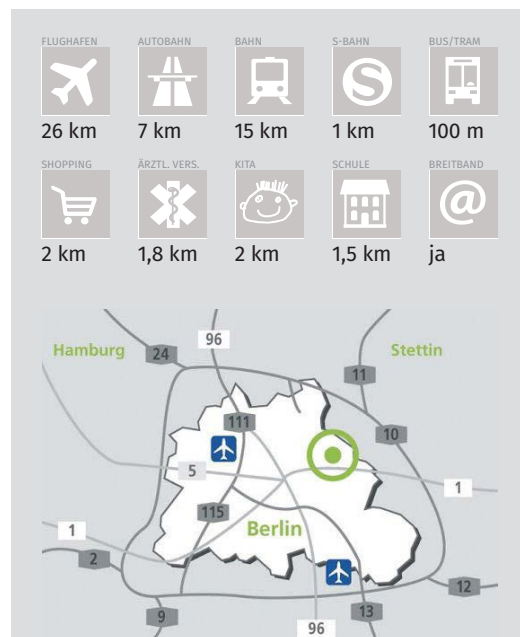 FLUGHAFEN AUTOBAHN BAHN S-BAHN BUS/TRAM
S
26 km 7 km 15 km 1 km 100 m
SHOPPING ÄRZTL. VERS. KITA SCHULE BREITBAND
@
2 km 1,8 km 2 km 1,5 km ja
96
Hamburg 24 Stettin
11
111 10
5 1
115
1 Berlin
2
12
9 13
96